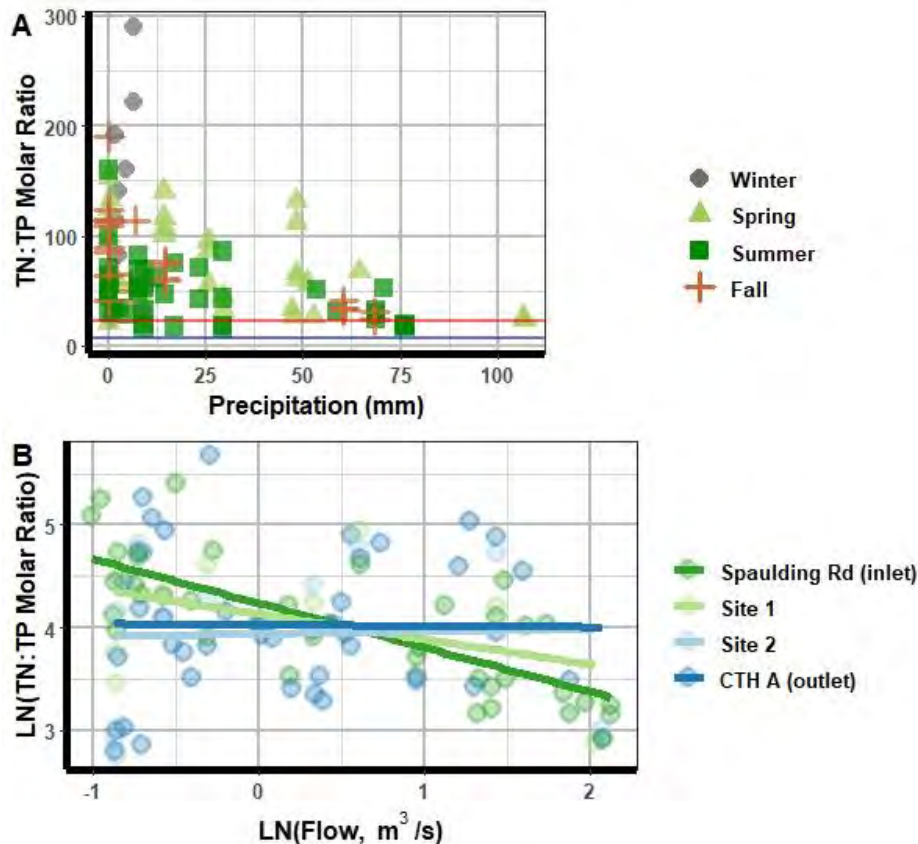 A
TN:TP Molar Ratio
300
200
100
0
0 25 50 75 100
Precipitation (mm)
Winter
Spring
Summer
Fall
B
LN(TN:TP Molar Ratio)
5
4
3
-1 0 1 2
LN(Flow, m³/s)
Spaulding Rd (inlet)
Site 1
Site 2
CTH A (outlet)